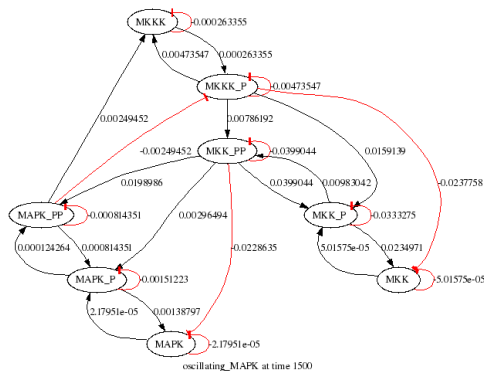 MKKK
-0.000263355
0.00473547
0.000263355
MKKK_P
-0.00473547
0.00249452
0.00786192
-0.00249452
MKK_PP
-0.0399044
0.0159139
-0.0237758
0.0198986
0.0399044
0.00983042
MAPK_PP
-0.000814351
0.00296494
MKK_P
-0.0333275
0.000124264
0.000814351
-0.0228635
5.01575e-05
0.0234971
MAPK_P
-0.00151223
MKK
-5.01575e-05
2.17951e-05
0.00138797
MAPK
-2.17951e-05
oscillating_MAPK at time 1500